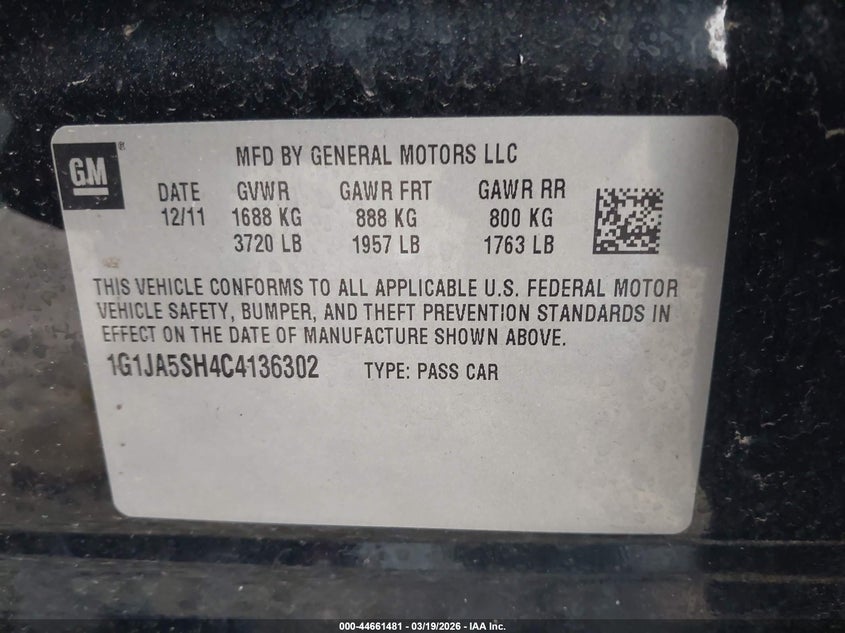 GM ®
MFD BY GENERAL MOTORS LLC
DATE GVWR GAWR FRT GAWR RR
12/11 1688 KG 888 KG 800 KG
3720 LB 1957 LB 1763 LB
THIS VEHICLE CONFORMS TO ALL APPLICABLE U.S. FEDERAL MOTOR
VEHICLE SAFETY, BUMPER, AND THEFT PREVENTION STANDARDS IN
EFFECT ON THE DATE OF MANUFACTURE SHOWN ABOVE.
1G1JA5SH4C4136302 TYPE: PASS CAR
000-44661481 - 03/19/2026 - IAA Inc.